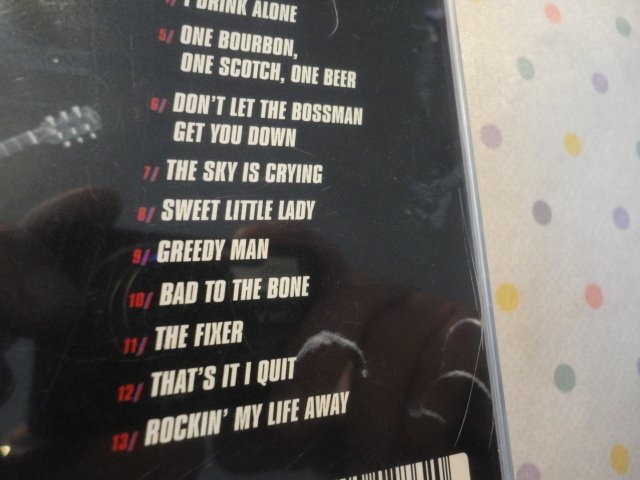 4/ I DRINK ALONE
5/ ONE BOURBON,
ONE SCOTCH, ONE BEER
6/ DON'T LET THE BOSSMAN
GET YOU DOWN
7/ THE SKY IS CRYING
8/ SWEET LITTLE LADY
9/ GREEDY MAN
10/ BAD TO THE BONE
11/ THE FIXER
12/ THAT'S IT I QUIT
13/ ROCKIN' MY LIFE AWAY